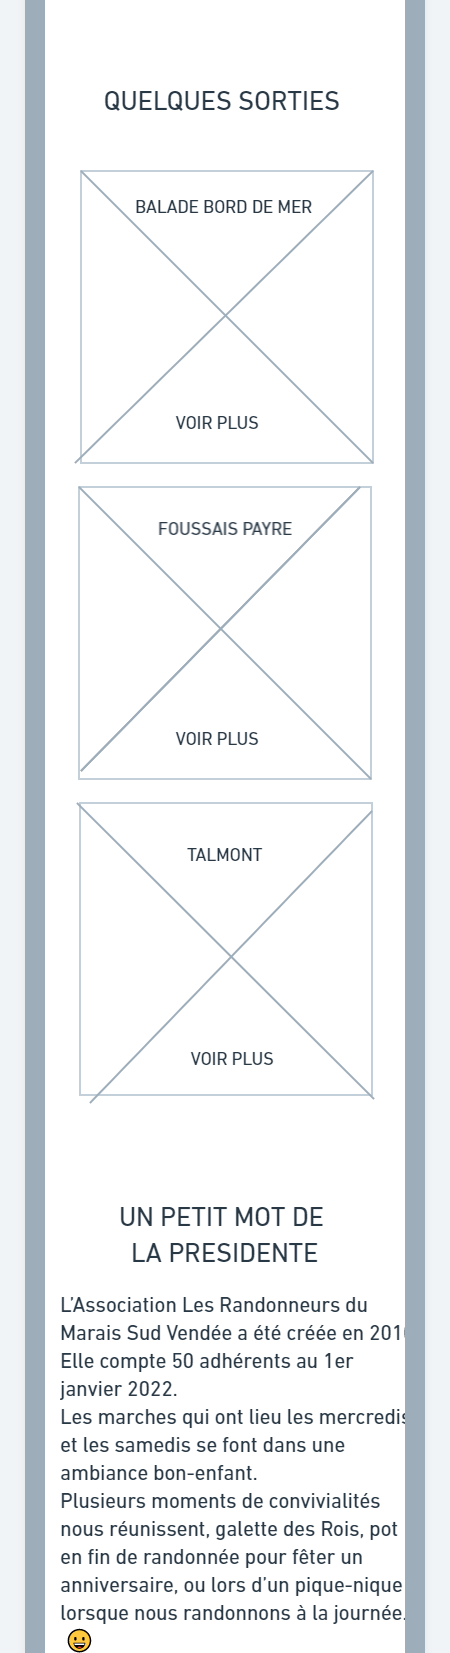 QUELQUES SORTIES
BALADE BORD DE MER
VOIR PLUS
FOUSSAIS PAYRE
VOIR PLUS
TALMONT
VOIR PLUS
UN PETIT MOT DE
LA PRESIDENTE
L'Association Les Randonneurs du
Marais Sud Vendée a été créée en
Elle compte 50 adhérents au 1er
janvier 2022.
Les marches qui ont lieu les mercredis
et les samedis se font dans une
ambiance bon-enfant.
Plusieurs moments de convivialités
nous réunissent, galette des Rois, pot
en fin de randonnée pour fêter un
anniversaire, ou lors d'un pique-nique
lorsque nous randonnons à la journée.
😀